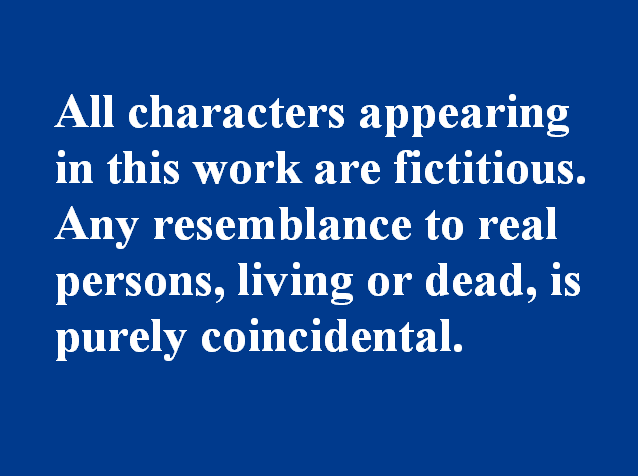 All characters appearing
in this work are fictitious.
Any resemblance to real
persons, living or dead, is
purely coincidental.